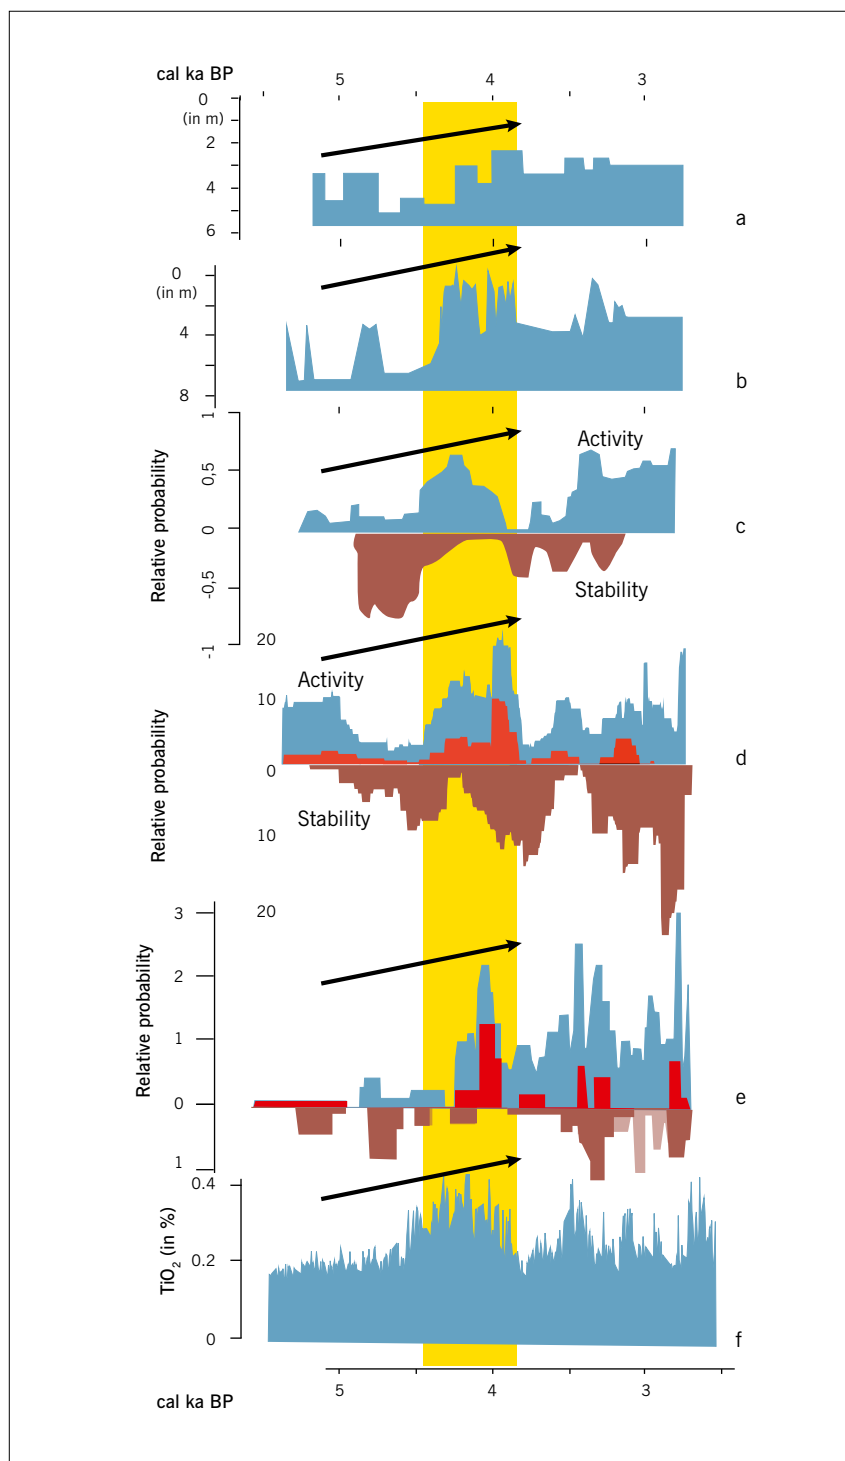 cal ka BP
5 4 3
0
(in m)
2
4
6
a
0
(in m)
4
8
b
1
0,5
0
-0,5
-1
Relative probability
Activity
Stability
c
20
10
0
10
20
Relative probability
Activity
Stability
d
3
2
1
0
1
Relative probability
e
0.4
0.2
0
TiO₂ (in %)
f
5 4 3
cal ka BP